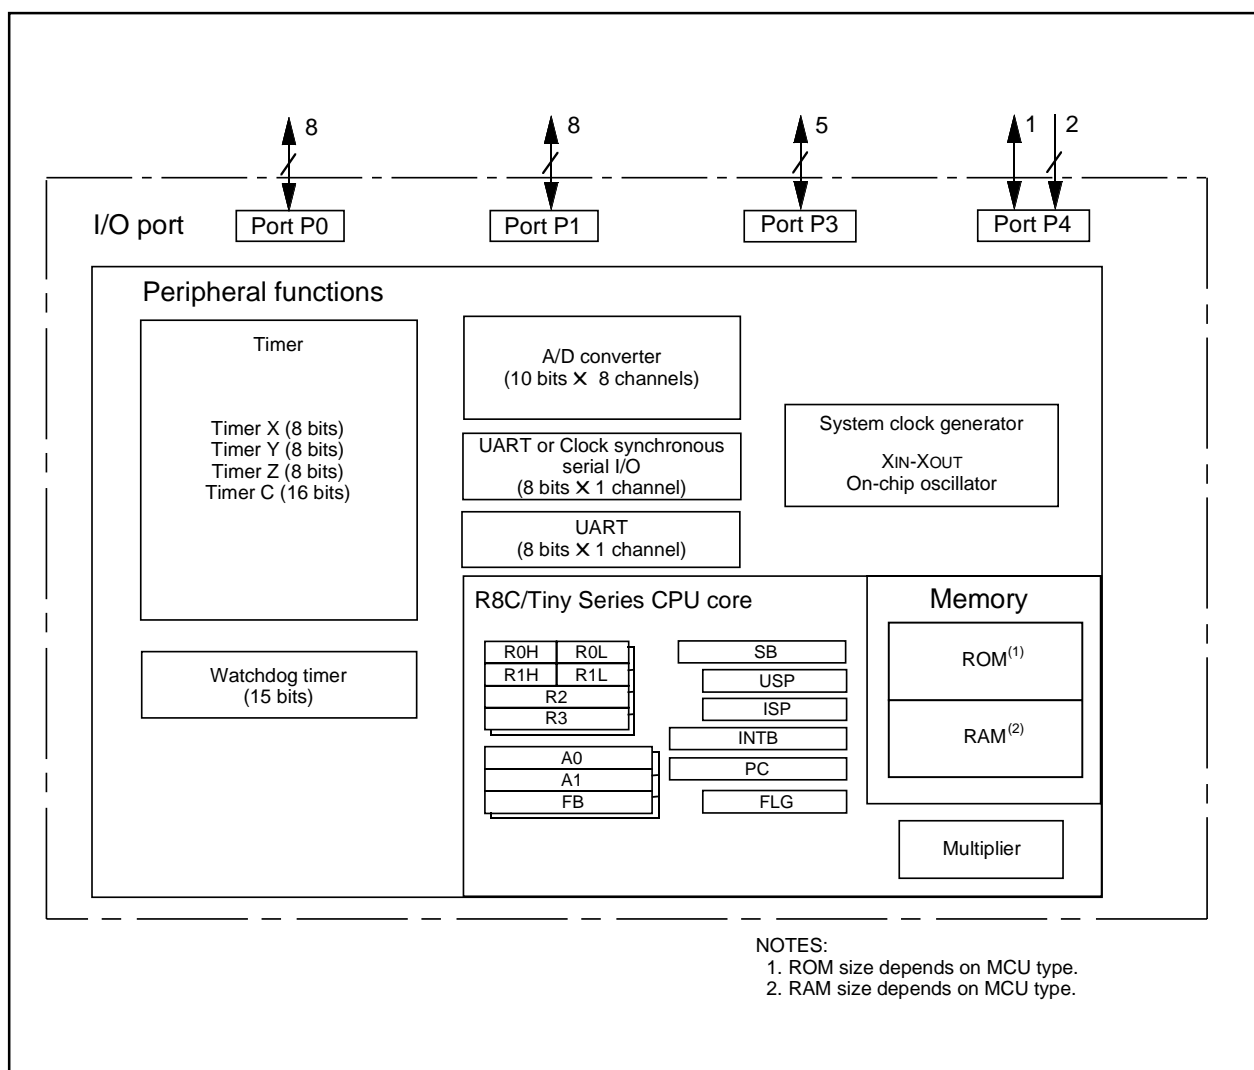 8
8
5
1
2
I/O port
Port P0
Port P1
Port P3
Port P4
Peripheral functions
Timer
Timer X (8 bits)
Timer Y (8 bits)
Timer Z (8 bits)
Timer C (16 bits)
Watchdog timer
(15 bits)
A/D converter
(10 bits × 8 channels)
UART or Clock synchronous
serial I/O
(8 bits × 1 channel)
UART
(8 bits × 1 channel)
System clock generator
XIN-XOUT
On-chip oscillator
R8C/Tiny Series CPU core
R0H
R0L
R1H
R1L
R2
R3
A0
A1
FB
SB
USP
ISP
INTB
PC
FLG
Memory
ROM(1)
RAM(2)
Multiplier
NOTES:
1. ROM size depends on MCU type.
2. RAM size depends on MCU type.